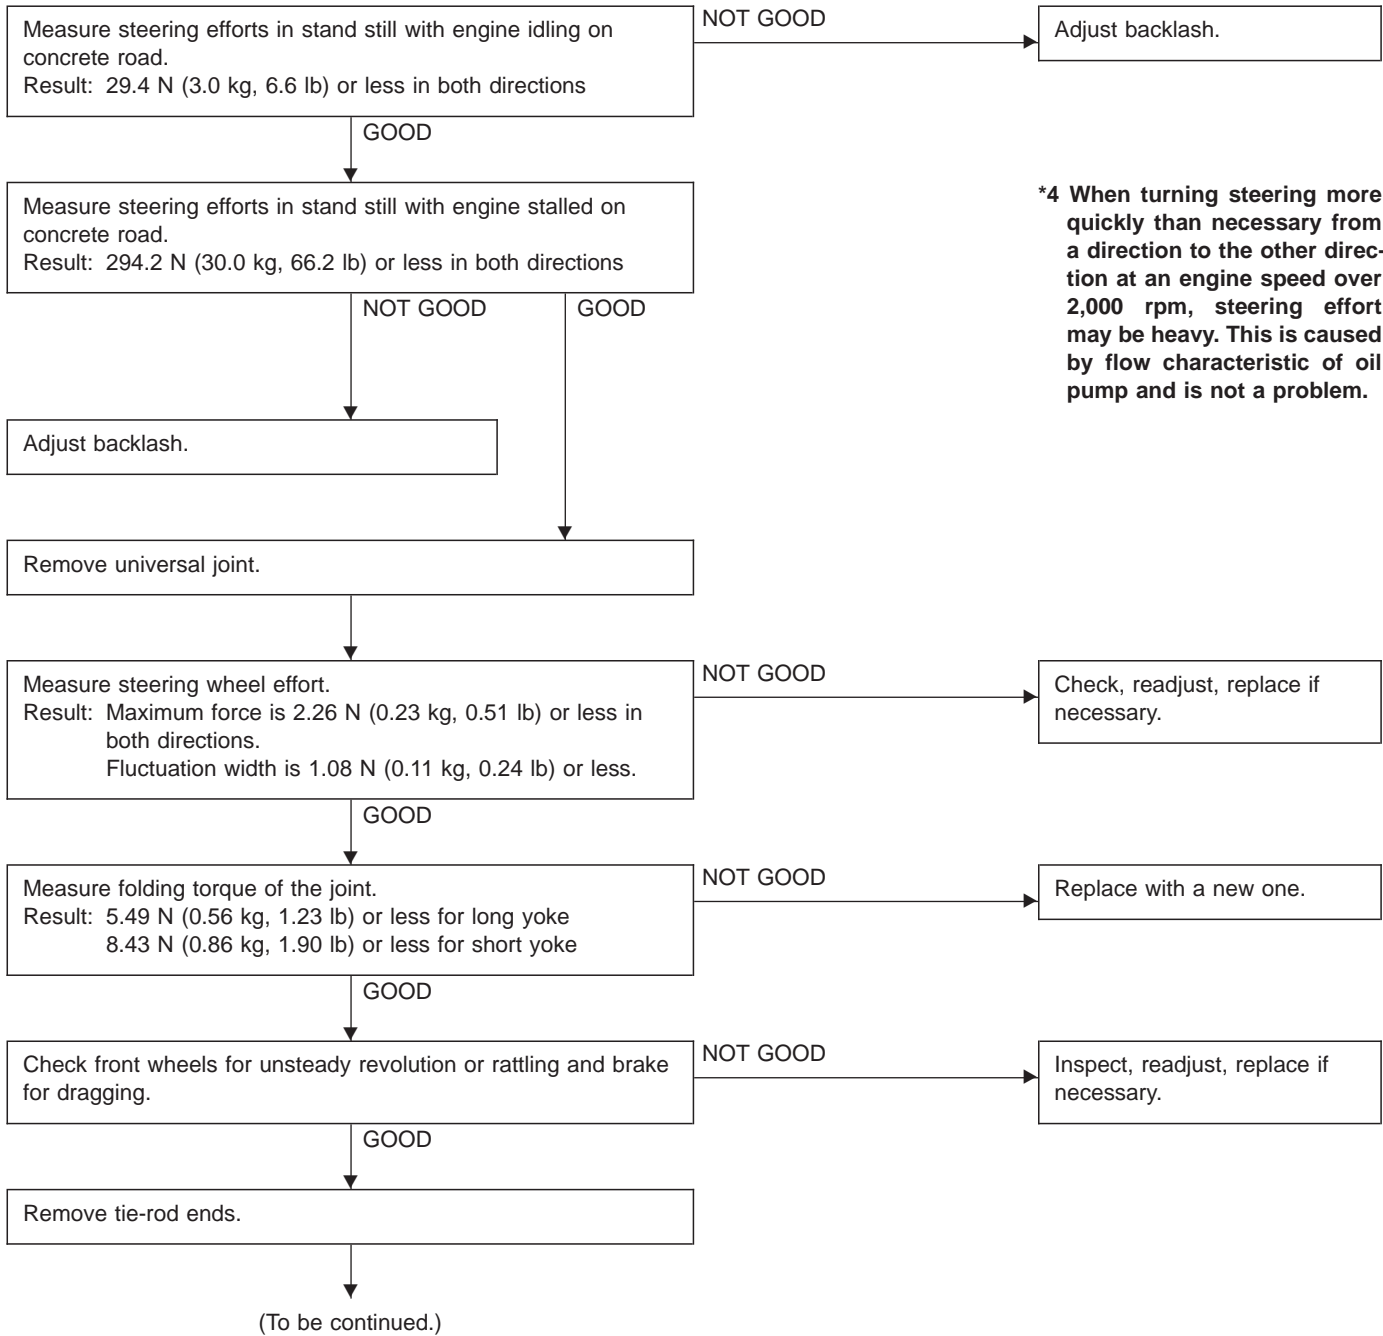 Measure steering efforts in stand still with engine idling on
concrete road.
Result: 29.4 N (3.0 kg, 6.6 lb) or less in both directions
NOT GOOD
Adjust backlash.
GOOD
Measure steering efforts in stand still with engine stalled on
concrete road.
Result: 294.2 N (30.0 kg, 66.2 lb) or less in both directions
*4 When turning steering more
quickly than necessary from
a direction to the other direc-
tion at an engine speed over
2,000 rpm, steering effort
may be heavy. This is caused
by flow characteristic of oil
pump and is not a problem.
NOT GOOD
GOOD
Adjust backlash.
Remove universal joint.
Measure steering wheel effort.
Result: Maximum force is 2.26 N (0.23 kg, 0.51 lb) or less in
both directions.
Fluctuation width is 1.08 N (0.11 kg, 0.24 lb) or less.
NOT GOOD
Check, readjust, replace if
necessary.
GOOD
Measure folding torque of the joint.
Result: 5.49 N (0.56 kg, 1.23 lb) or less for long yoke
8.43 N (0.86 kg, 1.90 lb) or less for short yoke
NOT GOOD
Replace with a new one.
GOOD
Check front wheels for unsteady revolution or rattling and brake
for dragging.
NOT GOOD
Inspect, readjust, replace if
necessary.
GOOD
Remove tie-rod ends.
(To be continued.)